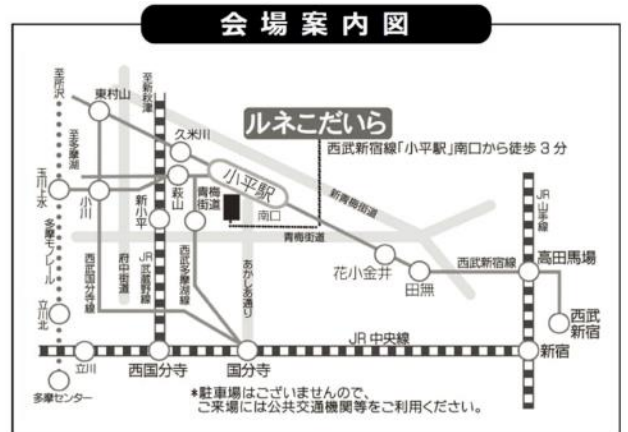 会場案内図
至所沢
至多摩湖
東村山
至新秋津
久米川
ルネこだいら
西武新宿線「小平駅」南口から徒歩3分
小平駅
新青梅街道
玉川上水
小川
新小平
萩山
青梅
街道
南口
青梅街道
JR山手線
多摩モノレール
西武国分寺線
府中街道
JR武蔵野線
西武多摩湖線
あかしあ通り
花小金井
田無
西武新宿線
高田馬場
立川北
西武
新宿
JR中央線
立川
西国分寺
国分寺
新宿
多摩センター
*駐車場はございませんので、
ご来場には公共交通機関等をご利用ください。